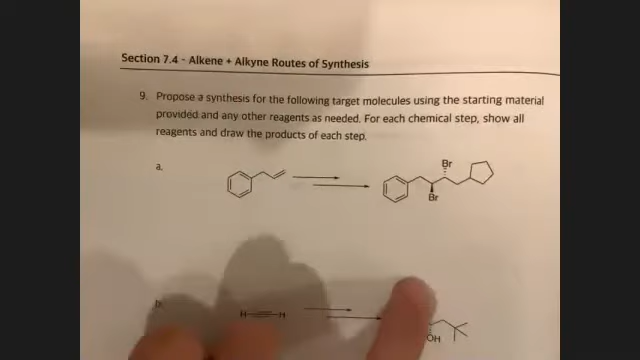 Section 7.4 - Alkene + Alkyne Routes of Synthesis
9. Propose a synthesis for the following target molecules using the starting material
provided and any other reagents as needed. For each chemical step, show all
reagents and draw the products of each step.
a.
Br
Br
b.
H H
OH